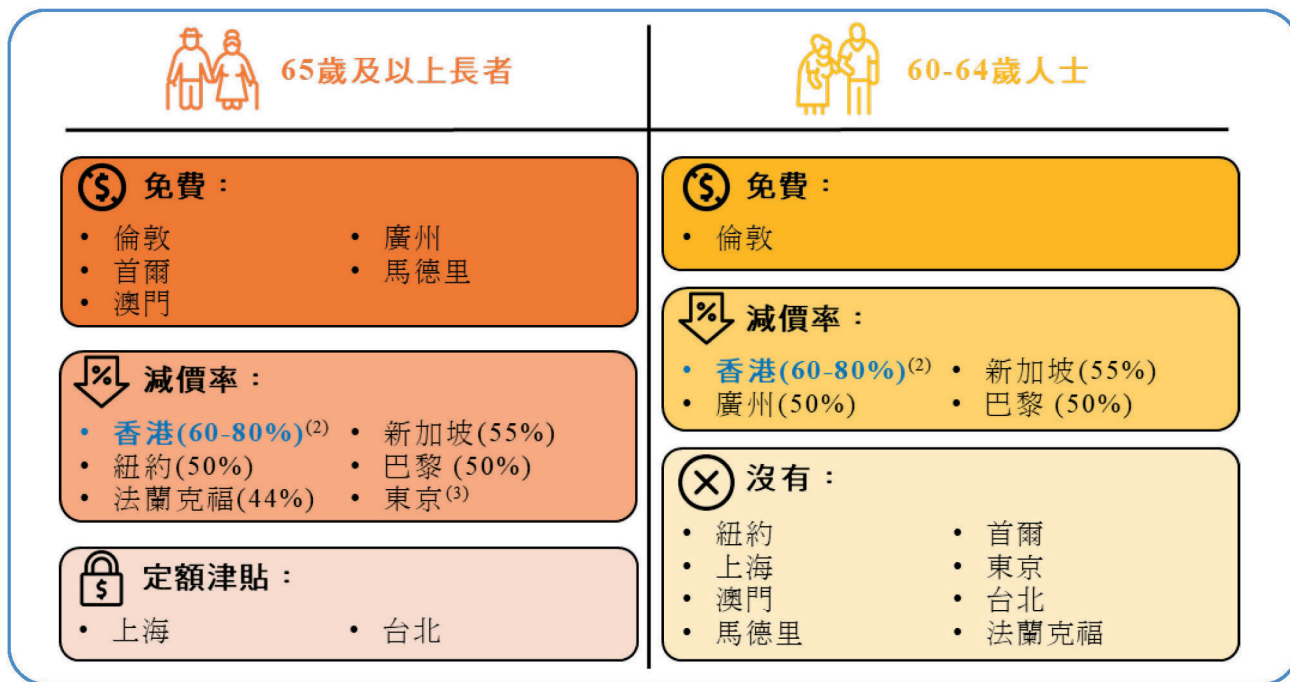 65歲及以上長者
免費：
• 倫敦 • 廣州
• 首爾 • 馬德里
• 澳門
減價率：
• 香港(60-80%)(2) • 新加坡(55%)
• 紐約(50%) • 巴黎 (50%)
• 法蘭克福(44%) • 東京(3)
定額津貼：
• 上海 • 台北
60-64歲人士
免費：
• 倫敦
減價率：
• 香港(60-80%)(2) • 新加坡(55%)
• 廣州(50%) • 巴黎 (50%)
沒有：
• 紐約 • 首爾
• 上海 • 東京
• 澳門 • 台北
• 馬德里 • 法蘭克福